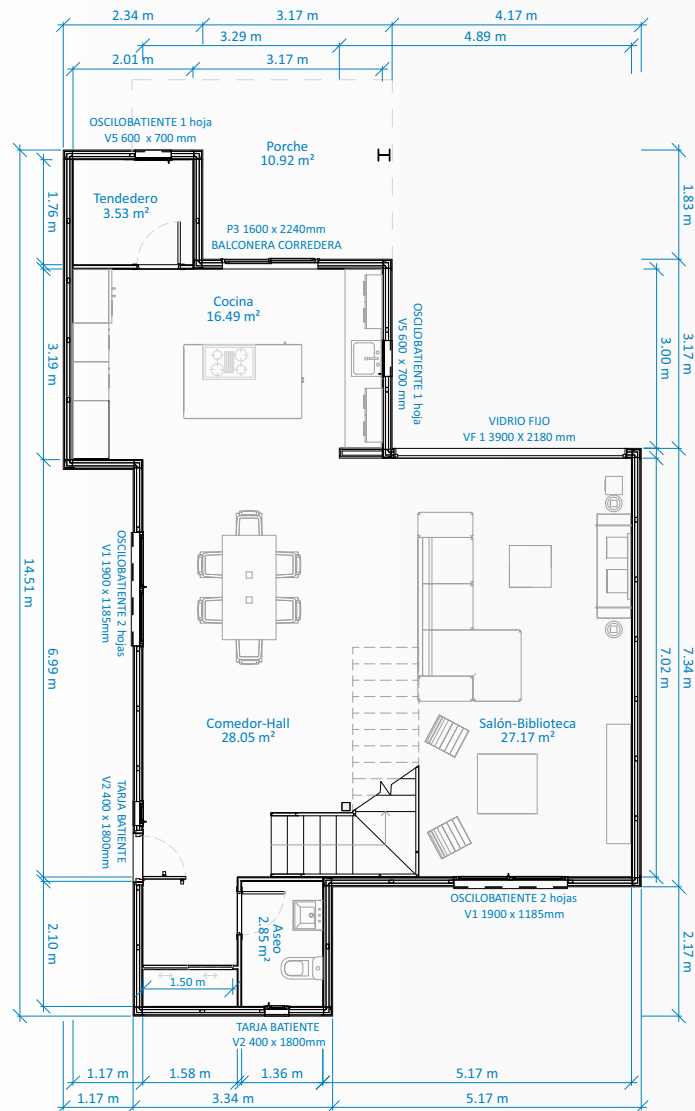 2.34 m
3.17 m
4.17 m
3.29 m
4.89 m
2.01 m
3.17 m
OSCILOBATIENTE 1 hoja
V5 600 x 700 mm
Porche
10.92 m²
1.76 m
Tendedero
3.53 m²
1.83 m
P3 1600 x 2240mm
BALCONERA CORREDERA
Cocina
16.49 m²
3.19 m
OSCILOBATIENTE 1 hoja
V5 600 x 700 mm
3.00 m
3.17 m
VIDRIO FIJO
VF 1 3900 X 2180 mm
14.51 m
OSCILOBATIENTE 2 hojas
V1 1900 x 1185mm
6.99 m
7.02 m
7.34 m
Comedor-Hall
28.05 m²
Salón-Biblioteca
27.17 m²
TARJA BATIENTE
V2 400 x 1800mm
2.10 m
Aseo
2.85 m²
OSCILOBATIENTE 2 hojas
V1 1900 x 1185mm
2.17 m
1.50 m
TARJA BATIENTE
V2 400 x 1800mm
1.17 m
1.58 m
1.36 m
5.17 m
1.17 m
3.34 m
5.17 m